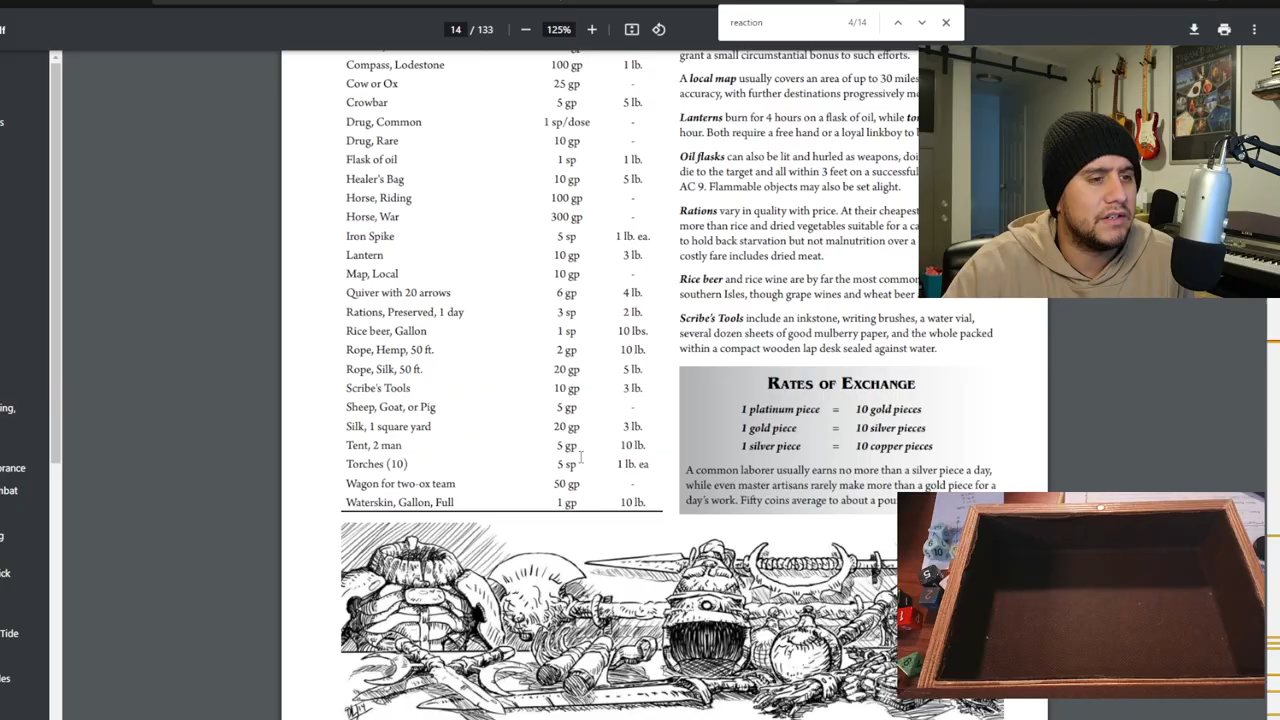 14 / 133
125%
reaction
4/14
Compass, Lodestone 100 gp 1 lb.
Cow or Ox 25 gp -
Crowbar 5 gp 5 lb.
Drug, Common 1 sp/dose -
Drug, Rare 10 gp -
Flask of oil 1 sp 1 lb.
Healer's Bag 10 gp 5 lb.
Horse, Riding 100 gp -
Horse, War 300 gp -
Iron Spike 5 sp 1 lb. ea.
Lantern 10 gp 3 lb.
Map, Local 10 gp -
Quiver with 20 arrows 6 gp 4 lb.
Rations, Preserved, 1 day 3 sp 2 lb.
Rice beer, Gallon 1 sp 10 lbs.
Rope, Hemp, 50 ft. 2 gp 10 lb.
Rope, Silk, 50 ft. 20 gp 5 lb.
Scribe's Tools 10 gp 3 lb.
Sheep, Goat, or Pig 5 gp -
Silk, 1 square yard 20 gp 3 lb.
Tent, 2 man 5 gp 10 lb.
Torches (10) 5 sp 1 lb. ea
Wagon for two-ox team 50 gp -
Waterskin, Gallon, Full 1 gp 10 lb.
grant a small circumstantial bonus to such efforts.
A local map usually covers an area of up to 30 miles
accuracy, with further destinations progressively
Lanterns burn for 4 hours on a flask of oil, while
hour. Both require a free hand or a loyal linkboy to
Oil flasks can also be lit and hurled as weapons,
die to the target and all within 3 feet on a successful
AC 9. Flammable objects may also be set alight.
Rations vary in quality with price. At their cheapest
more than rice and dried vegetables suitable for a
to hold back starvation but not malnutrition over a
costly fare includes dried meat.
Rice beer and rice wine are by far the most common
southern Isles, though grape wines and wheat beer
Scribe's Tools include an inkstone, writing brushes, a water vial,
several dozen sheets of good mulberry paper, and the whole packed
within a compact wooden lap desk sealed against water.
Rates of Exchange
1 platinum piece = 10 gold pieces
1 gold piece = 10 silver pieces
1 silver piece = 10 copper pieces
A common laborer usually earns no more than a silver piece a day,
while even master artisans rarely make more than a gold piece for a
day's work. Fifty coins average to about a